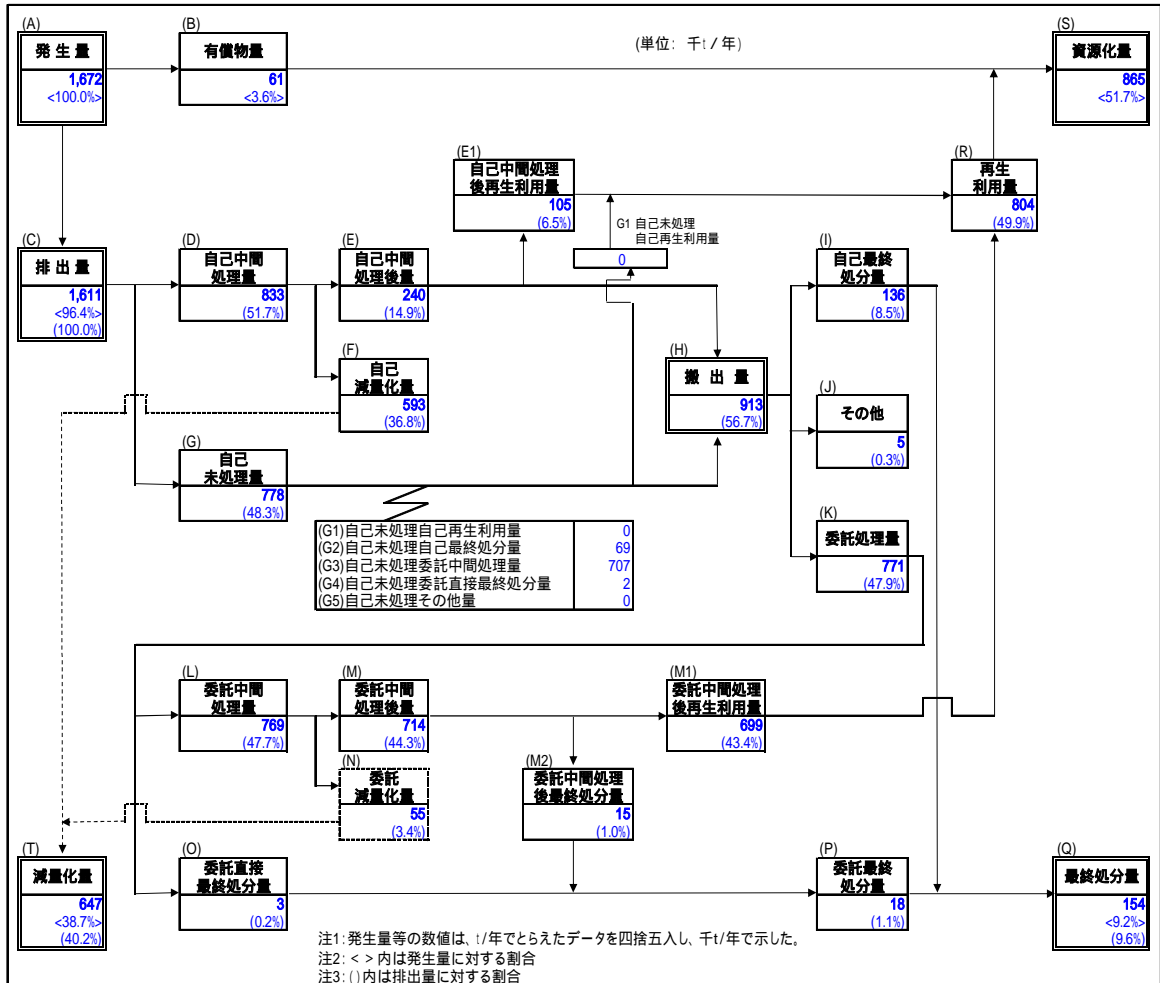 (A)
発 生 量
1,672
<100.0%>
(B)
有償物量
61
<3.6%>
(単位: 千t/年)
(S)
資源化量
865
<51.7%>
(E1)
自己中間処理
後再生利用量
105
(6.5%)
G1 自己未処理
自己再生利用量
0
(R)
再生
利用量
804
(49.9%)
(C)
排 出 量
1,611
<96.4%>
(100.0%)
(D)
自己中間
処理量
833
(51.7%)
(E)
自己中間
処理後量
240
(14.9%)
(I)
自己最終
処分量
136
(8.5%)
(F)
自己
減量化量
593
(36.8%)
(H)
搬 出 量
913
(56.7%)
(J)
その他
5
(0.3%)
(G)
自己
未処理量
778
(48.3%)
(G1)自己未処理自己再生利用量 0
(G2)自己未処理自己最終処分量 69
(G3)自己未処理委託中間処理量 707
(G4)自己未処理委託直接最終処分量 2
(G5)自己未処理その他量 0
(K)
委託処理量
771
(47.9%)
(L)
委託中間
処理量
769
(47.7%)
(M)
委託中間
処理後量
714
(44.3%)
(M1)
委託中間処理
後再生利用量
699
(43.4%)
(N)
委託
減量化量
55
(3.4%)
(M2)
委託中間処理
後最終処分量
15
(1.0%)
(T)
減量化量
647
<38.7%>
(40.2%)
(O)
委託直接
最終処分量
3
(0.2%)
(P)
委託最終
処分量
18
(1.1%)
(Q)
最終処分量
154
<9.2%>
(9.6%)
注1:発生量等の数値は、t/年でとらえたデータを四捨五入し、千t/年で示した。
注2:< > 内は発生量に対する割合
注3:( )内は排出量に対する割合